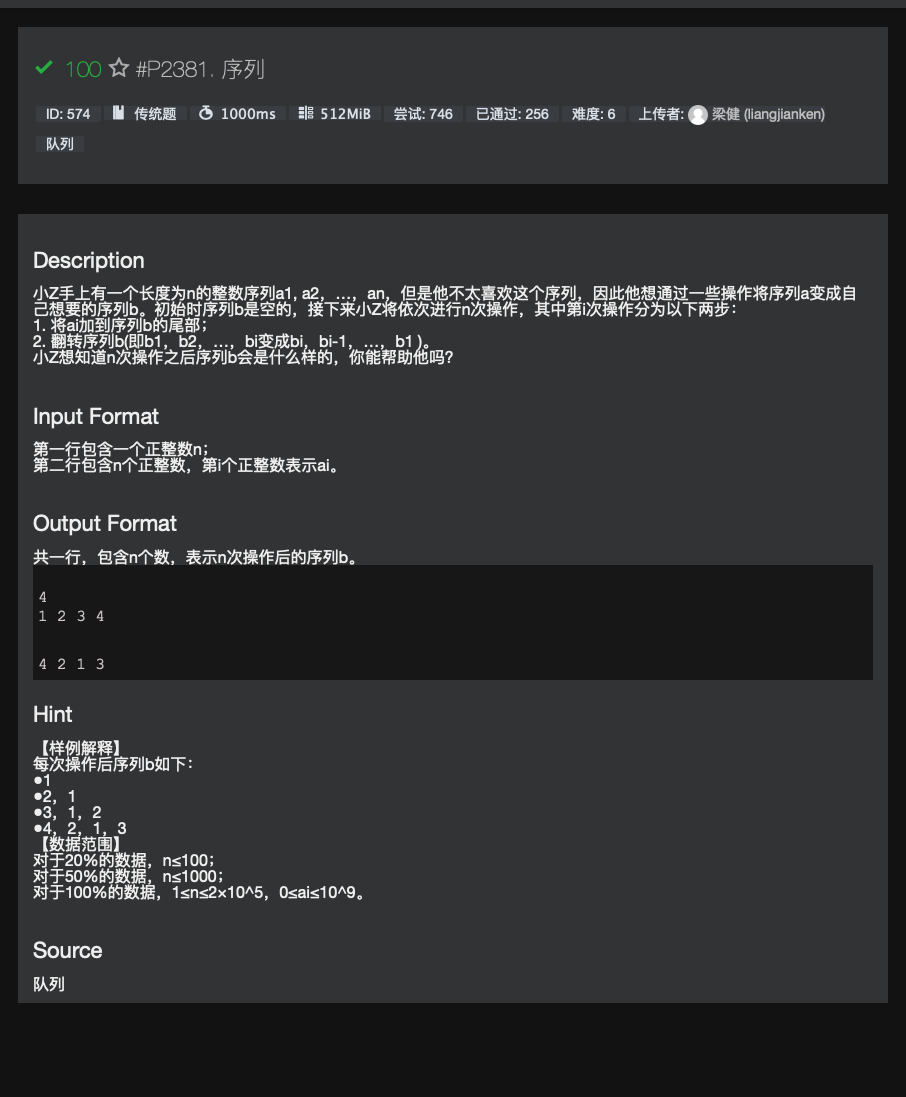 100 #P2381. 序列
ID: 574 传统题 1000ms 512MiB 尝试: 746 已通过: 256 难度: 6 上传者: 梁健 (liangjianken)
队列
Description
小Z手上有一个长度为n的整数序列a1, a2，…，an，但是他不太喜欢这个序列，因此他想通过一些操作将序列a变成自
己想要的序列b。初始时序列b是空的，接下来小Z将依次进行n次操作，其中第i次操作分为以下两步：
1. 将ai加到序列b的尾部；
2. 翻转序列b(即b1，b2，…，bi变成bi，bi-1，…，b1 )。
小Z想知道n次操作之后序列b会是什么样的，你能帮助他吗?
Input Format
第一行包含一个正整数n；
第二行包含n个正整数，第i个正整数表示ai。
Output Format
共一行，包含n个数，表示n次操作后的序列b。
4
1 2 3 4
4 2 1 3
Hint
【样例解释】
每次操作后序列b如下：
●1
●2，1
●3，1，2
●4，2，1，3
【数据范围】
对于20%的数据，n≤100；
对于50%的数据，n≤1000；
对于100%的数据，1≤n≤2×10^5，0≤ai≤10^9。
Source
队列